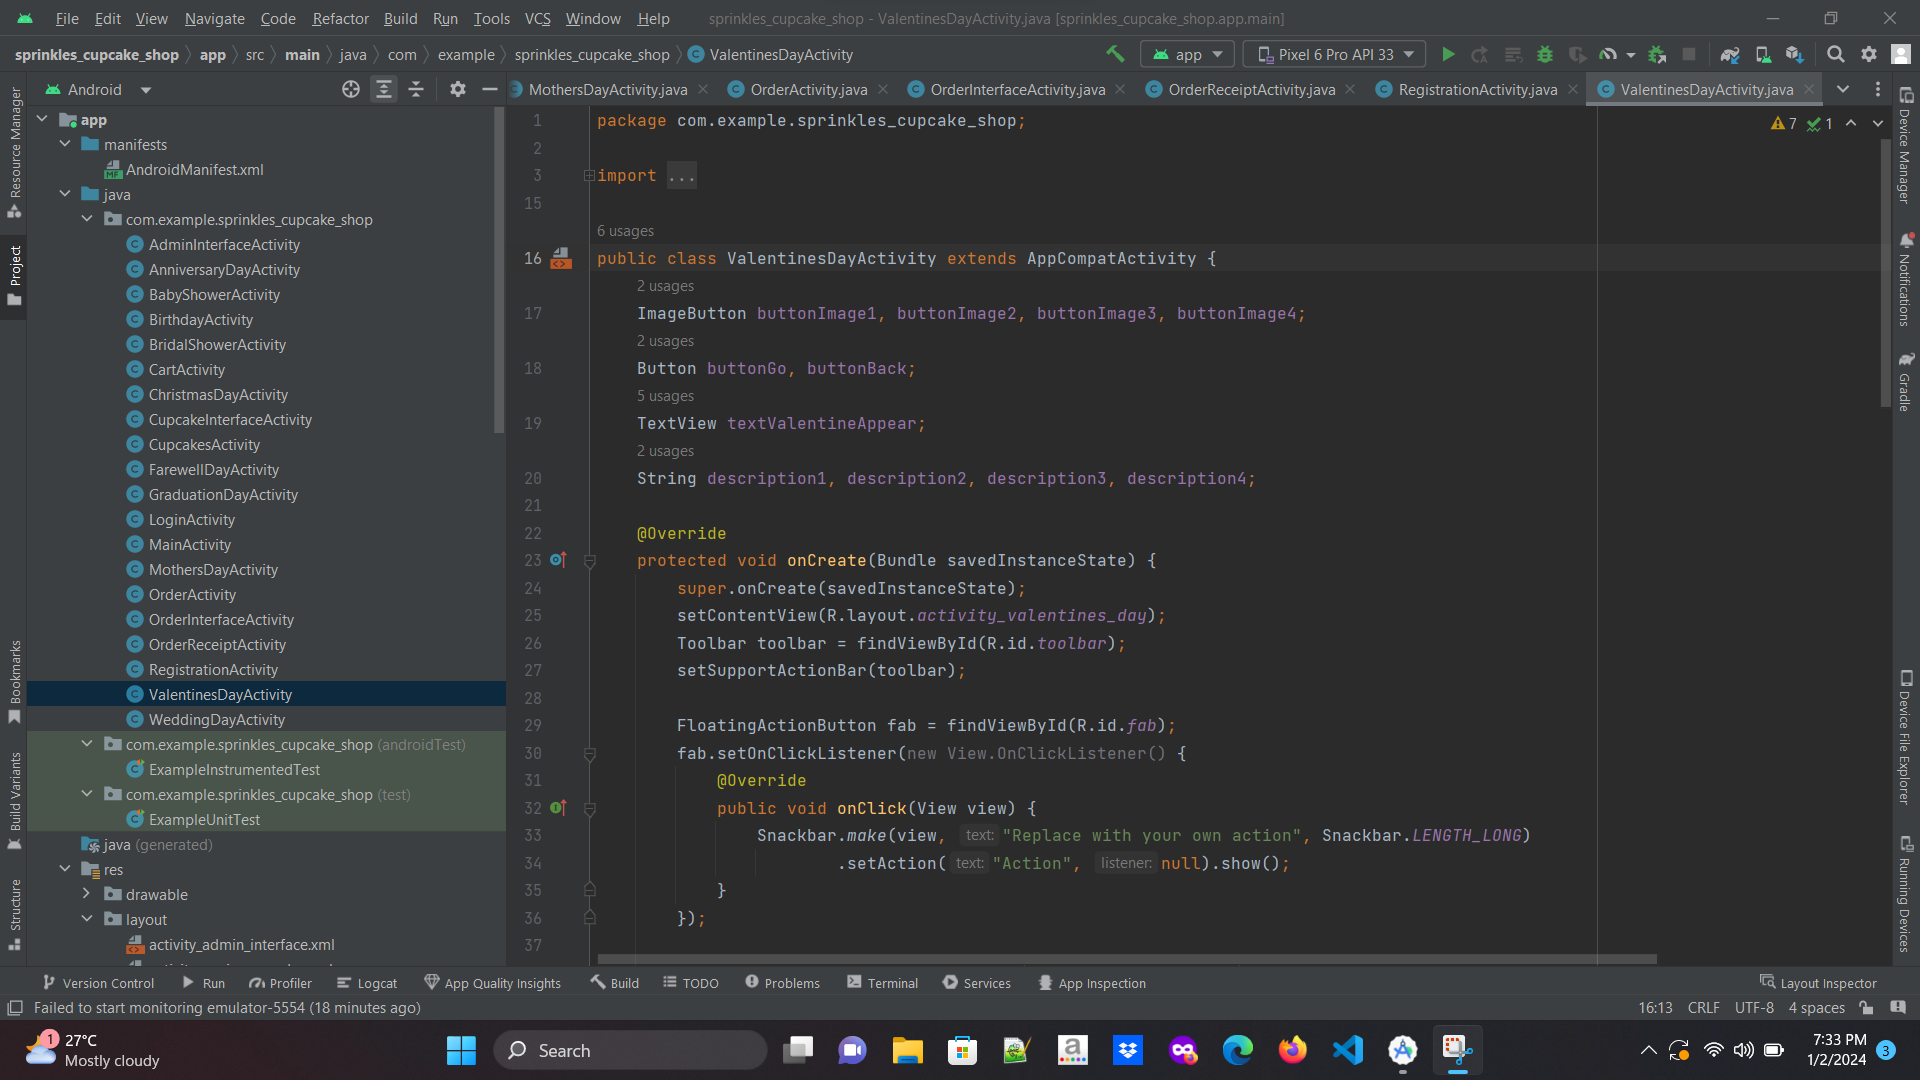 File Edit View Navigate Code Refactor Build Run Tools VCS Window Help sprinkles_cupcake_shop - ValentinesDayActivity.java [sprinkles_cupcake_shop.app.main]
sprinkles_cupcake_shop app src main java com example sprinkles_cupcake_shop ValentinesDayActivity app Pixel 6 Pro API 33
Android
MothersDayActivity.java OrderActivity.java OrderInterfaceActivity.java OrderReceiptActivity.java RegistrationActivity.java ValentinesDayActivity.java
Resource Manager
Project
Bookmarks
Build Variants
Structure
app
manifests
AndroidManifest.xml
java
com.example.sprinkles_cupcake_shop
AdminInterfaceActivity
AnniversaryDayActivity
BabyShowerActivity
BirthdayActivity
BridalShowerActivity
CartActivity
ChristmasDayActivity
CupcakeInterfaceActivity
CupcakesActivity
FarewellDayActivity
GraduationDayActivity
LoginActivity
MainActivity
MothersDayActivity
OrderActivity
OrderInterfaceActivity
OrderReceiptActivity
RegistrationActivity
ValentinesDayActivity
WeddingDayActivity
com.example.sprinkles_cupcake_shop (androidTest)
ExampleInstrumentedTest
com.example.sprinkles_cupcake_shop (test)
ExampleUnitTest
java (generated)
res
drawable
layout
activity_admin_interface.xml
7 1
1 package com.example.sprinkles_cupcake_shop;
2
3 import ...
15
6 usages
16 public class ValentinesDayActivity extends AppCompatActivity {
2 usages
17 ImageButton buttonImage1, buttonImage2, buttonImage3, buttonImage4;
2 usages
18 Button buttonGo, buttonBack;
5 usages
19 TextView textValentineAppear;
2 usages
20 String description1, description2, description3, description4;
21
22 @Override
23 protected void onCreate(Bundle savedInstanceState) {
24 super.onCreate(savedInstanceState);
25 setContentView(R.layout.activity_valentines_day);
26 Toolbar toolbar = findViewById(R.id.toolbar);
27 setSupportActionBar(toolbar);
28
29 FloatingActionButton fab = findViewById(R.id.fab);
30 fab.setOnClickListener(new View.OnClickListener() {
31 @Override
32 public void onClick(View view) {
33 Snackbar.make(view, text: "Replace with your own action", Snackbar.LENGTH_LONG)
34 .setAction( text: "Action", listener: null).show();
35 }
36 });
37
Device Manager
Notifications
Gradle
Device File Explorer
Running Devices
Version Control Run Profiler Logcat App Quality Insights Build TODO Problems Terminal Services App Inspection Layout Inspector
Failed to start monitoring emulator-5554 (18 minutes ago) 16:13 CRLF UTF-8 4 spaces
1 27°C
Mostly cloudy
Search
7:33 PM
1/2/2024
3